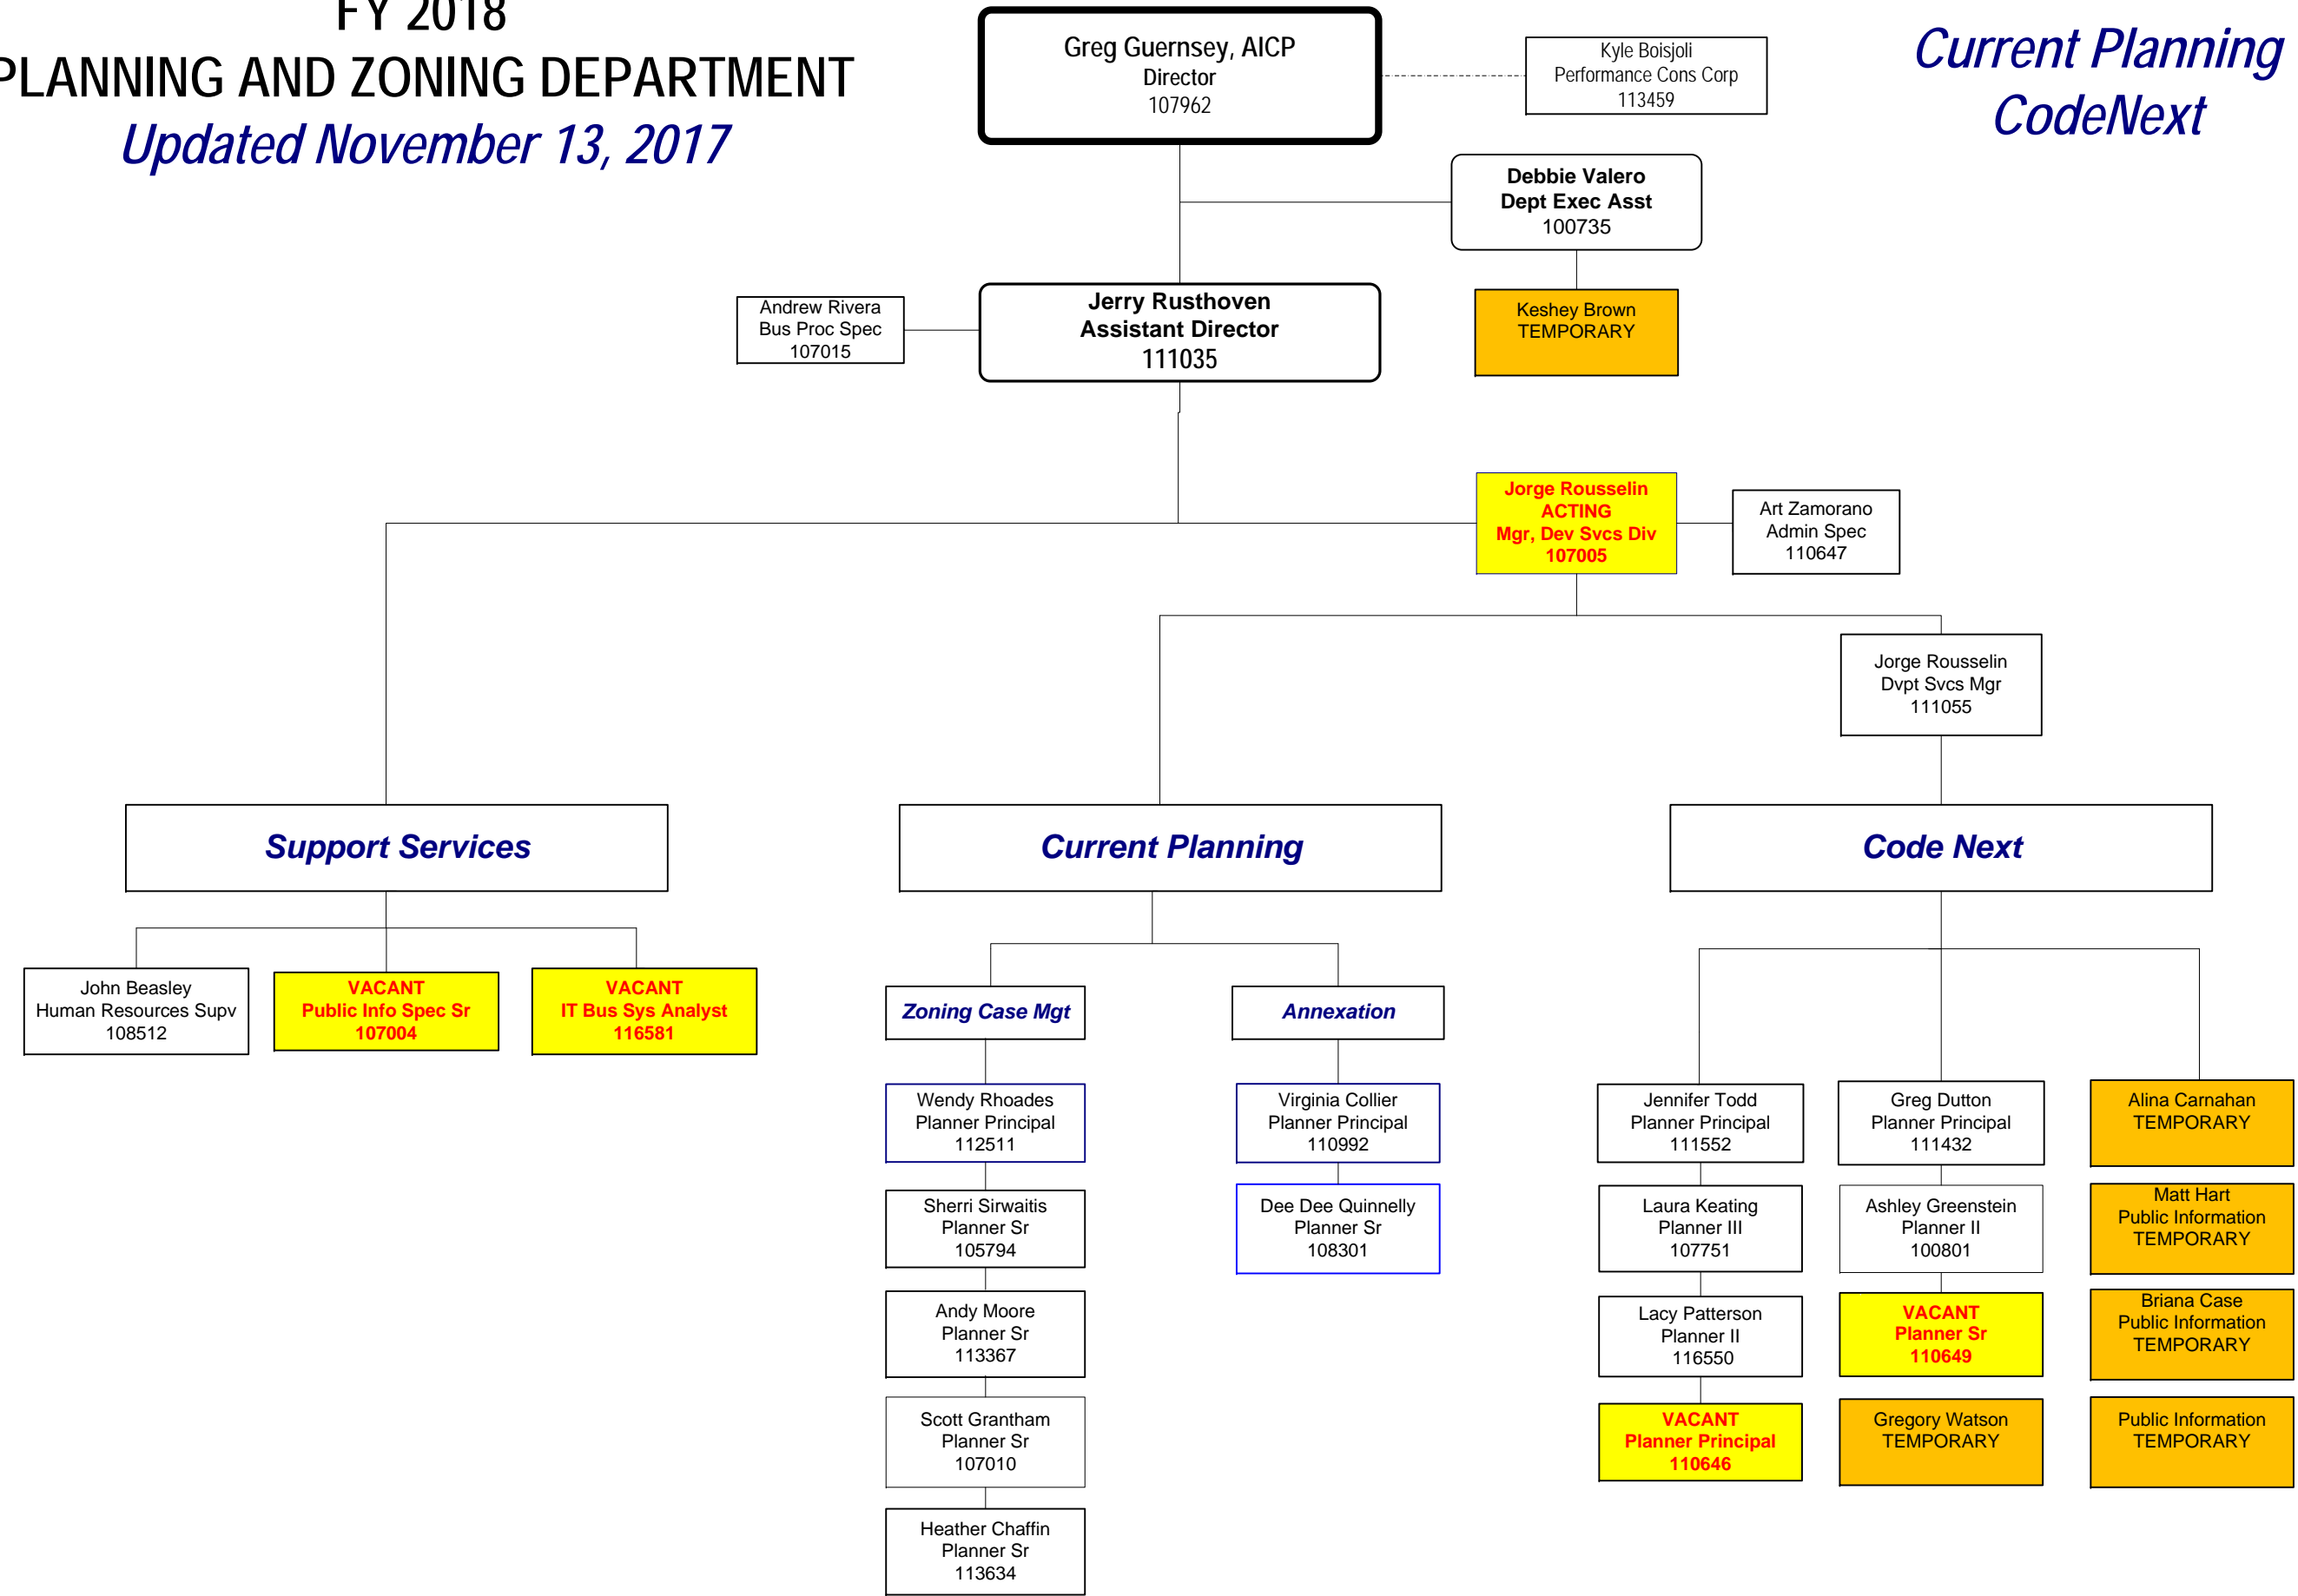 FY 2018
PLANNING AND ZONING DEPARTMENT
Updated November 13, 2017
Greg Guernsey, AICP
Director
107962
Kyle Boisjoli
Performance Cons Corp
113459
Current Planning
CodeNext
Debbie Valero
Dept Exec Asst
100735
Keshey Brown
TEMPORARY
Andrew Rivera
Bus Proc Spec
107015
Jerry Rusthoven
Assistant Director
111035
Jorge Rousselin
ACTING
Mgr, Dev Svcs Div
107005
Art Zamorano
Admin Spec
110647
Jorge Rousselin
Dvpt Svcs Mgr
111055
Support Services
Current Planning
Code Next
John Beasley
Human Resources Supv
108512
VACANT
Public Info Spec Sr
107004
VACANT
IT Bus Sys Analyst
116581
Zoning Case Mgt
Annexation
Wendy Rhoades
Planner Principal
112511
Sherri Sirwaitis
Planner Sr
105794
Andy Moore
Planner Sr
113367
Scott Grantham
Planner Sr
107010
Heather Chaffin
Planner Sr
113634
Virginia Collier
Planner Principal
110992
Dee Dee Quinnelly
Planner Sr
108301
Jennifer Todd
Planner Principal
111552
Laura Keating
Planner III
107751
Lacy Patterson
Planner II
116550
VACANT
Planner Principal
110646
Greg Dutton
Planner Principal
111432
Ashley Greenstein
Planner II
100801
VACANT
Planner Sr
110649
Gregory Watson
TEMPORARY
Alina Carnahan
TEMPORARY
Matt Hart
Public Information
TEMPORARY
Briana Case
Public Information
TEMPORARY
Public Information
TEMPORARY